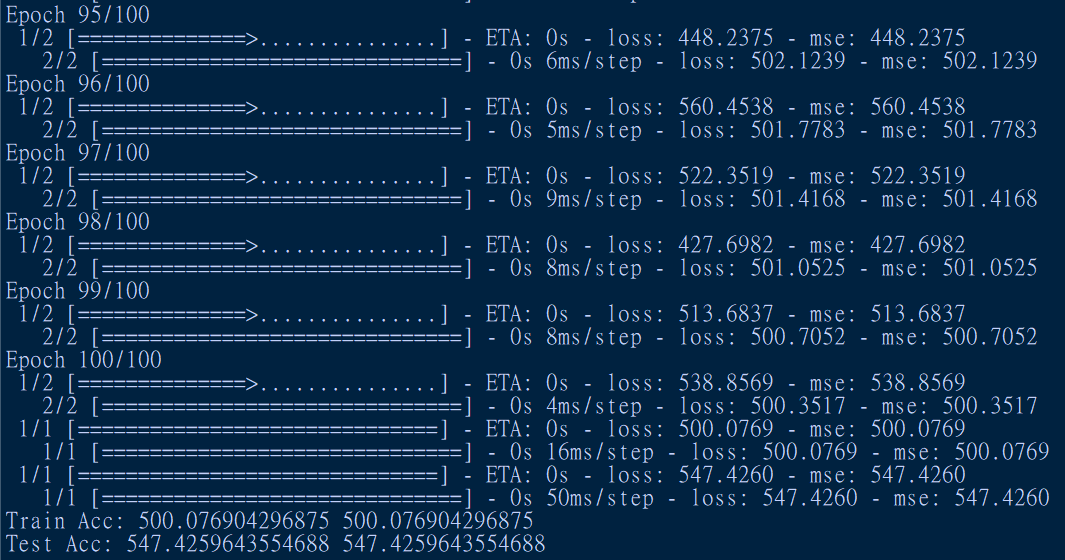 Epoch 95/100
1/2 [==============>...............] - ETA: 0s - loss: 448.2375 - mse: 448.2375
2/2 [==============================] - 0s 6ms/step - loss: 502.1239 - mse: 502.1239
Epoch 96/100
1/2 [==============>...............] - ETA: 0s - loss: 560.4538 - mse: 560.4538
2/2 [==============================] - 0s 5ms/step - loss: 501.7783 - mse: 501.7783
Epoch 97/100
1/2 [==============>...............] - ETA: 0s - loss: 522.3519 - mse: 522.3519
2/2 [==============================] - 0s 9ms/step - loss: 501.4168 - mse: 501.4168
Epoch 98/100
1/2 [==============>...............] - ETA: 0s - loss: 427.6982 - mse: 427.6982
2/2 [==============================] - 0s 8ms/step - loss: 501.0525 - mse: 501.0525
Epoch 99/100
1/2 [==============>...............] - ETA: 0s - loss: 513.6837 - mse: 513.6837
2/2 [==============================] - 0s 8ms/step - loss: 500.7052 - mse: 500.7052
Epoch 100/100
1/2 [==============>...............] - ETA: 0s - loss: 538.8569 - mse: 538.8569
2/2 [==============================] - 0s 4ms/step - loss: 500.3517 - mse: 500.3517
1/1 [==============================] - ETA: 0s - loss: 500.0769 - mse: 500.0769
1/1 [==============================] - 0s 16ms/step - loss: 500.0769 - mse: 500.0769
1/1 [==============================] - ETA: 0s - loss: 547.4260 - mse: 547.4260
1/1 [==============================] - 0s 50ms/step - loss: 547.4260 - mse: 547.4260
Train Acc: 500.076904296875 500.076904296875
Test Acc: 547.4259643554688 547.4259643554688